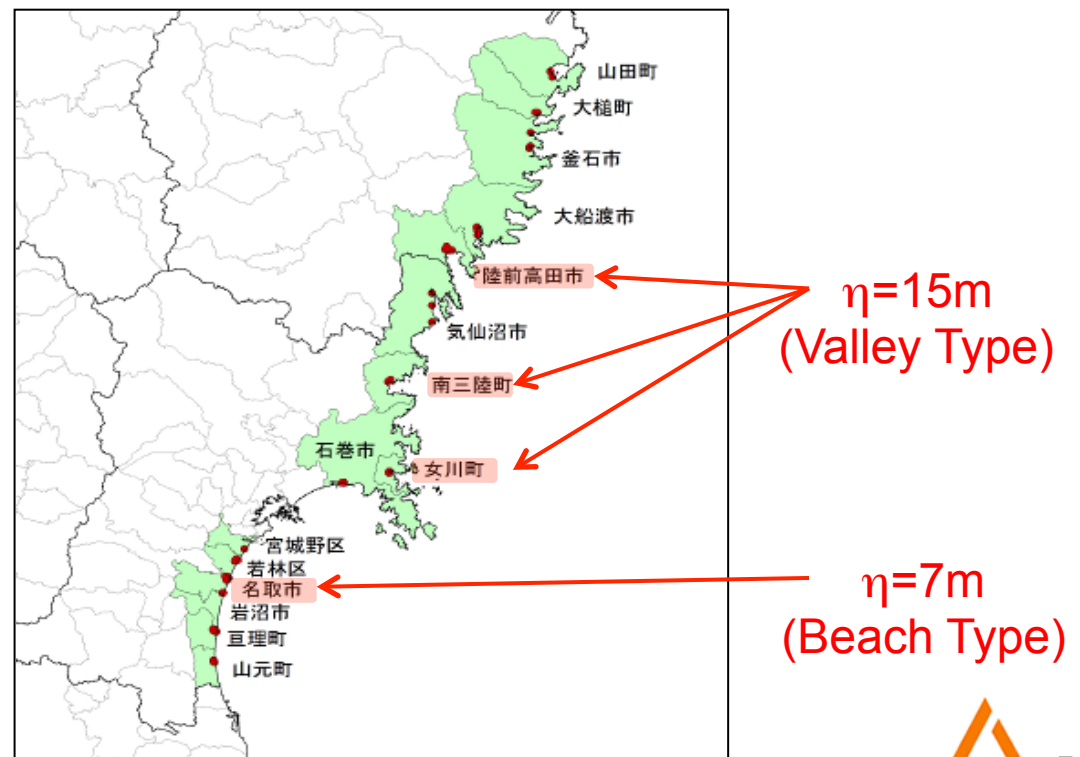 山田町
大槌町
釜石市
大船渡市
陸前高田市
η=15m
(Valley Type)
気仙沼市
南三陸町
石巻市
女川町
宮城野区
若林区
名取市
η=7m
(Beach Type)
岩沼市
亘理町
山元町